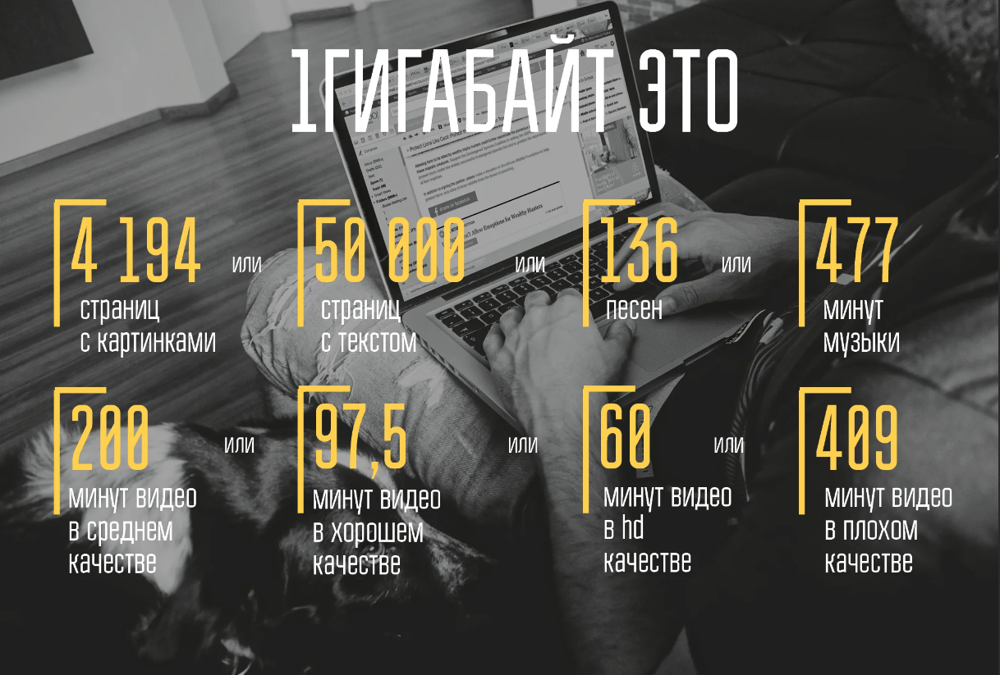 1ГИГАБАЙТ ЭТО
4 194
страниц
с картинками
или
50 000
страниц
с текстом
или
136
песен
или
477
минут
музыки
200
минут видео
в среднем
качестве
или
97,5
минут видео
в хорошем
качестве
или
60
минут видео
в hd
качестве
или
409
минут видео
в плохом
качестве